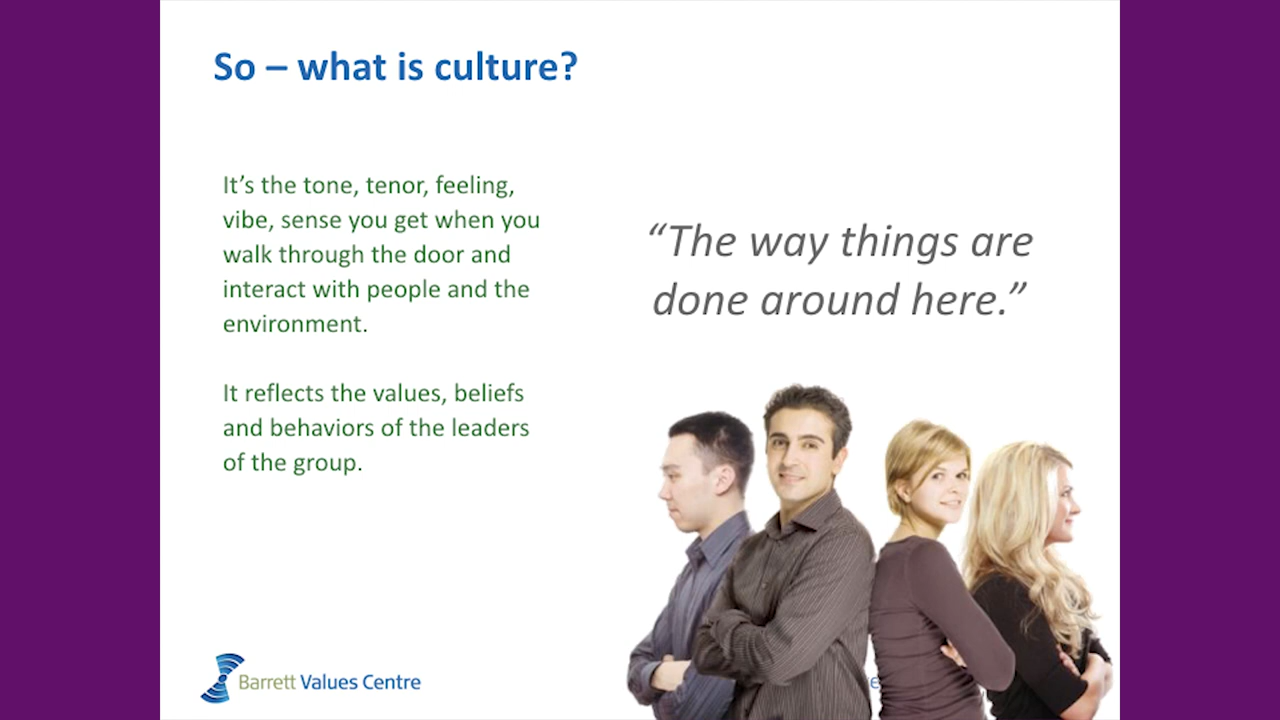 So – what is culture?
It’s the tone, tenor, feeling,
vibe, sense you get when you
walk through the door and
interact with people and the
environment.
It reflects the values, beliefs
and behaviors of the leaders
of the group.
“The way things are
done around here.”
Barrett Values Centre